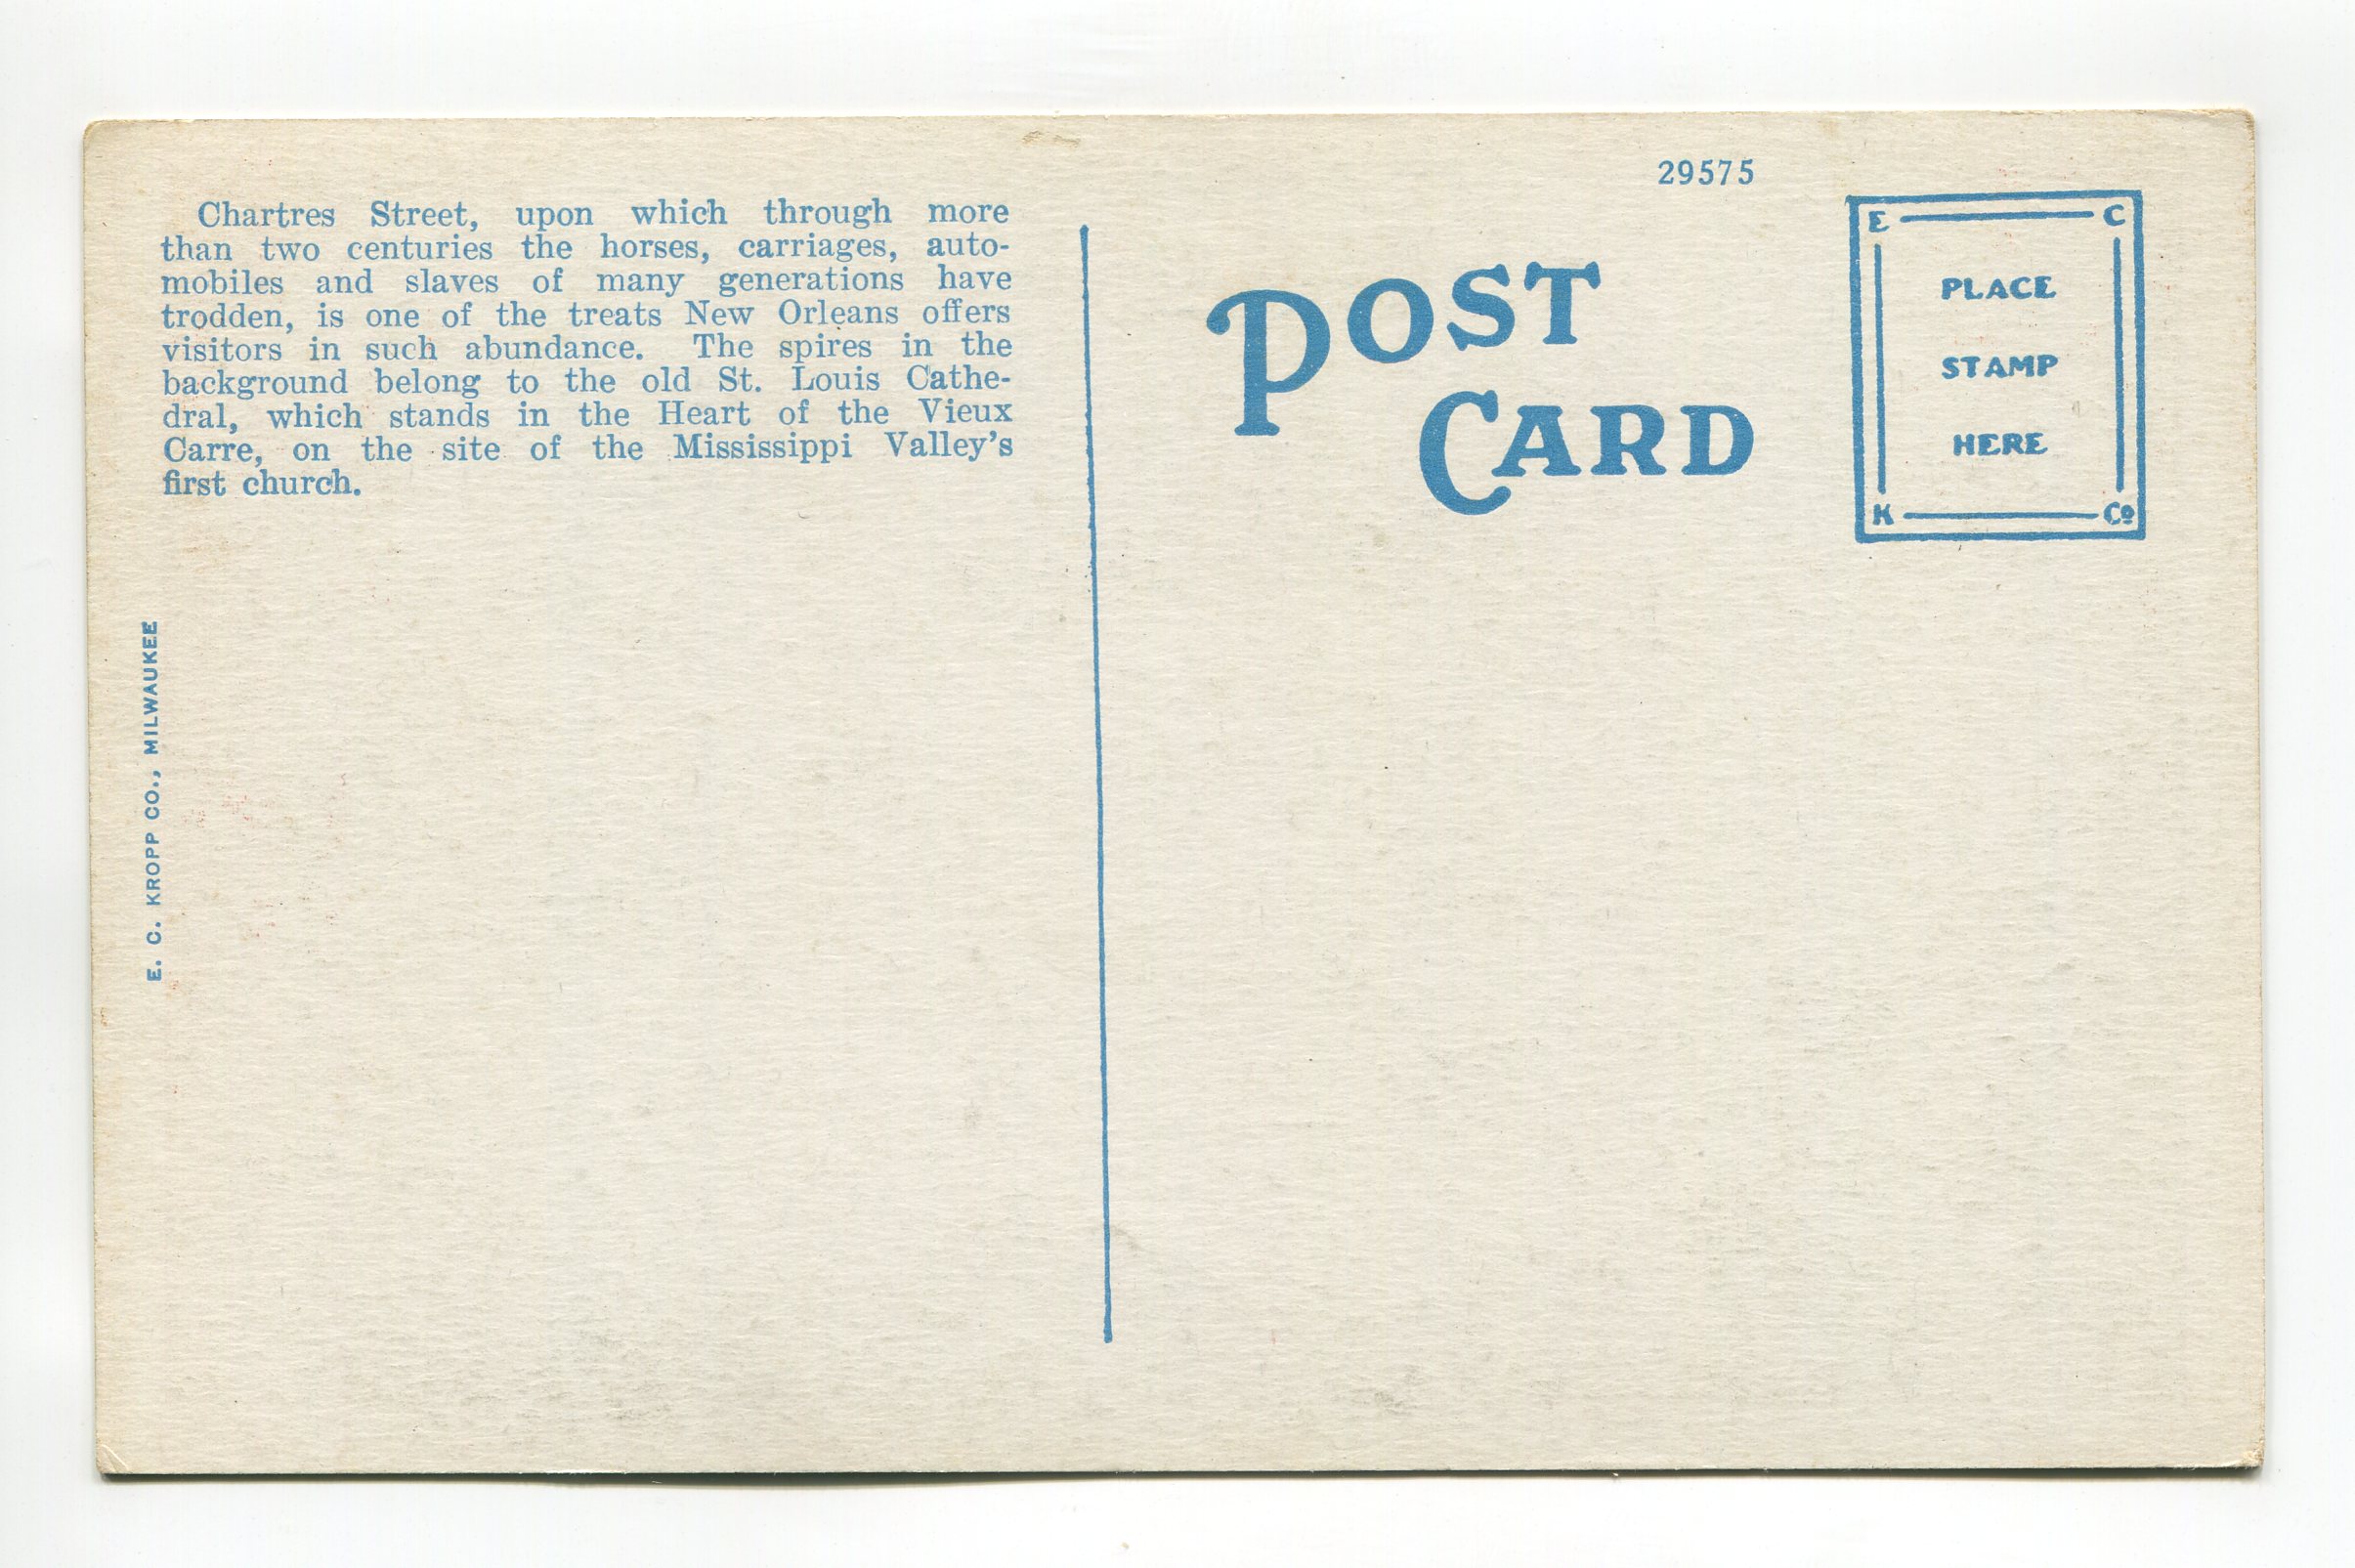 Chartres Street, upon which through more
than two centuries the horses, carriages, auto-
mobiles and slaves of many generations have
trodden, is one of the treats New Orleans offers
visitors in such abundance. The spires in the
background belong to the old St. Louis Cathe-
dral, which stands in the Heart of the Vieux
Carre, on the site of the Mississippi Valley's
first church.
E. C. KROPP CO., MILWAUKEE
29575
POST
CARD
E C
PLACE
STAMP
HERE
K Co